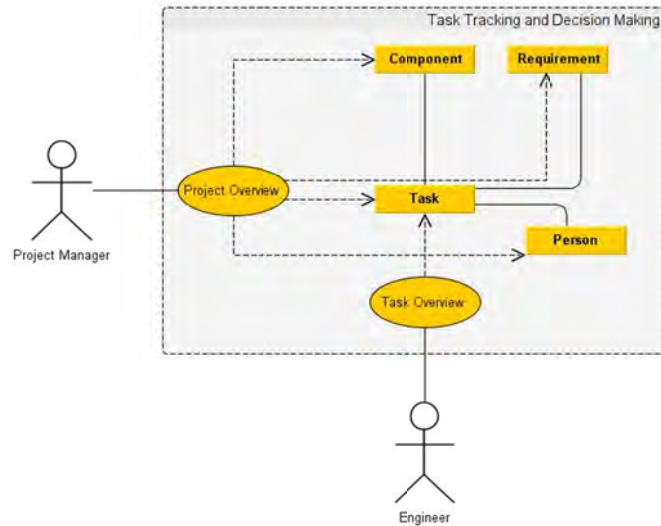 Task Tracking and Decision Making
Component
Requirement
Project Overview
Task
Person
Project Manager
Task Overview
Engineer